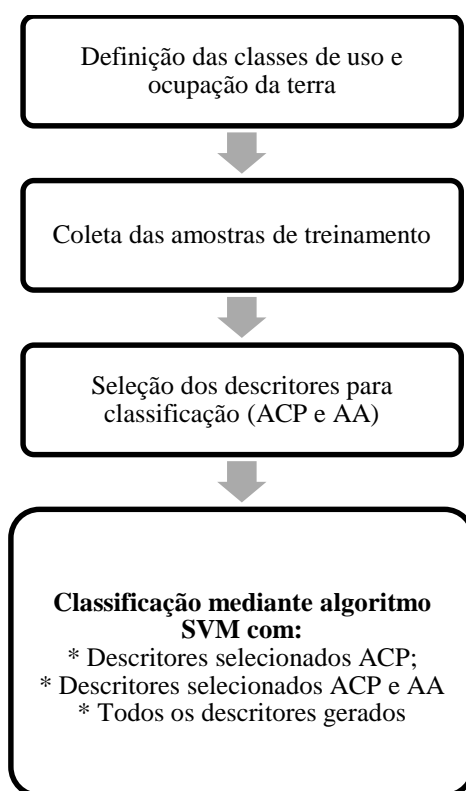 Definição das classes de uso e
ocupação da terra
Coleta das amostras de treinamento
Seleção dos descritores para
classificação (ACP e AA)
Classificação mediante algoritmo
SVM com:
* Descritores selecionados ACP;
* Descritores selecionados ACP e AA
* Todos os descritores gerados